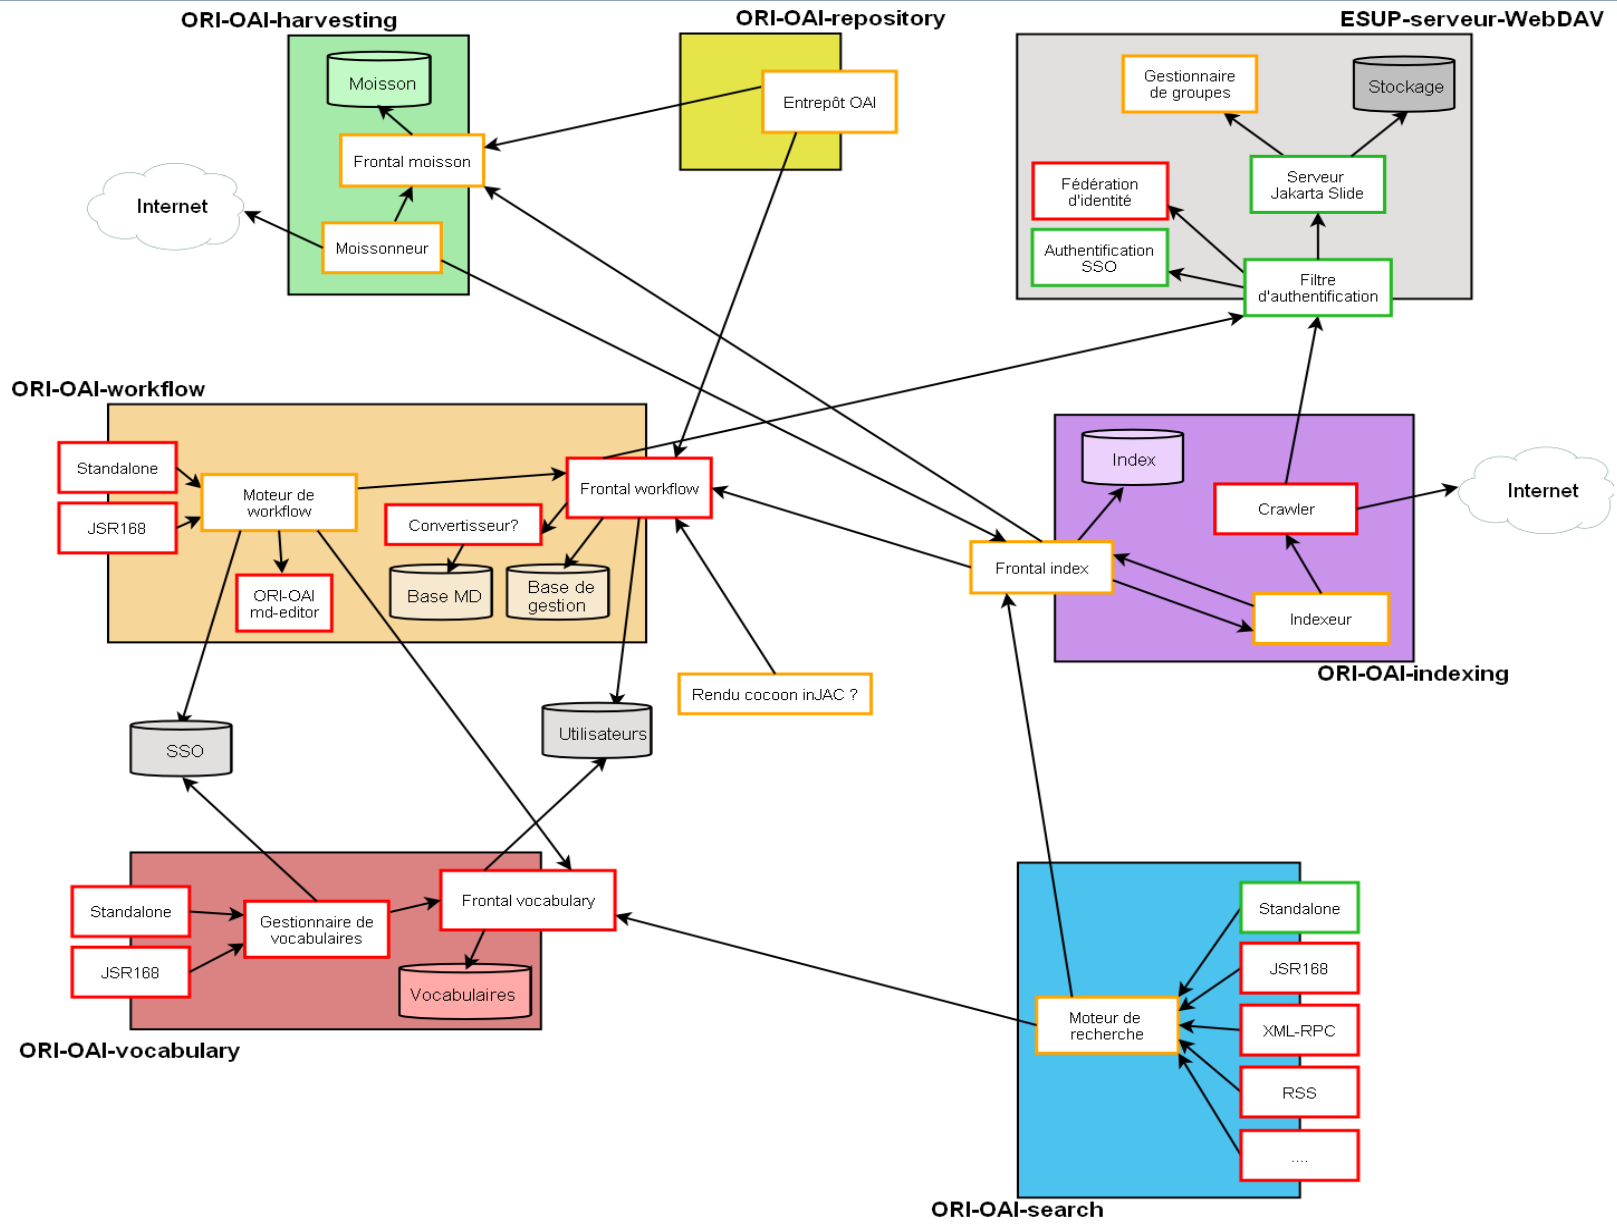 ORI-OAI-harvesting
ORI-OAI-repository
ESUP-serveur-WebDAV
Moisson
Frontal moisson
Moissonneur
Internet
Entrepôt OAI
Gestionnaire
de groupes
Stockage
Fédération
d'identité
Serveur
Jakarta Slide
Authentification
SSO
Filtre
d'authentification
ORI-OAI-workflow
Standalone
JSR168
Moteur de
workflow
ORI-OAI
md-editor
Convertisseur?
Frontal workflow
Base MD
Base de
gestion
Index
Crawler
Internet
Frontal index
Indexeur
ORI-OAI-indexing
Rendu cocoon inJAC ?
SSO
Utilisateurs
Standalone
JSR168
Gestionnaire de
vocabulaires
Frontal vocabulary
Vocabulaires
ORI-OAI-vocabulary
Moteur de
recherche
Standalone
JSR168
XML-RPC
RSS
....
ORI-OAI-search